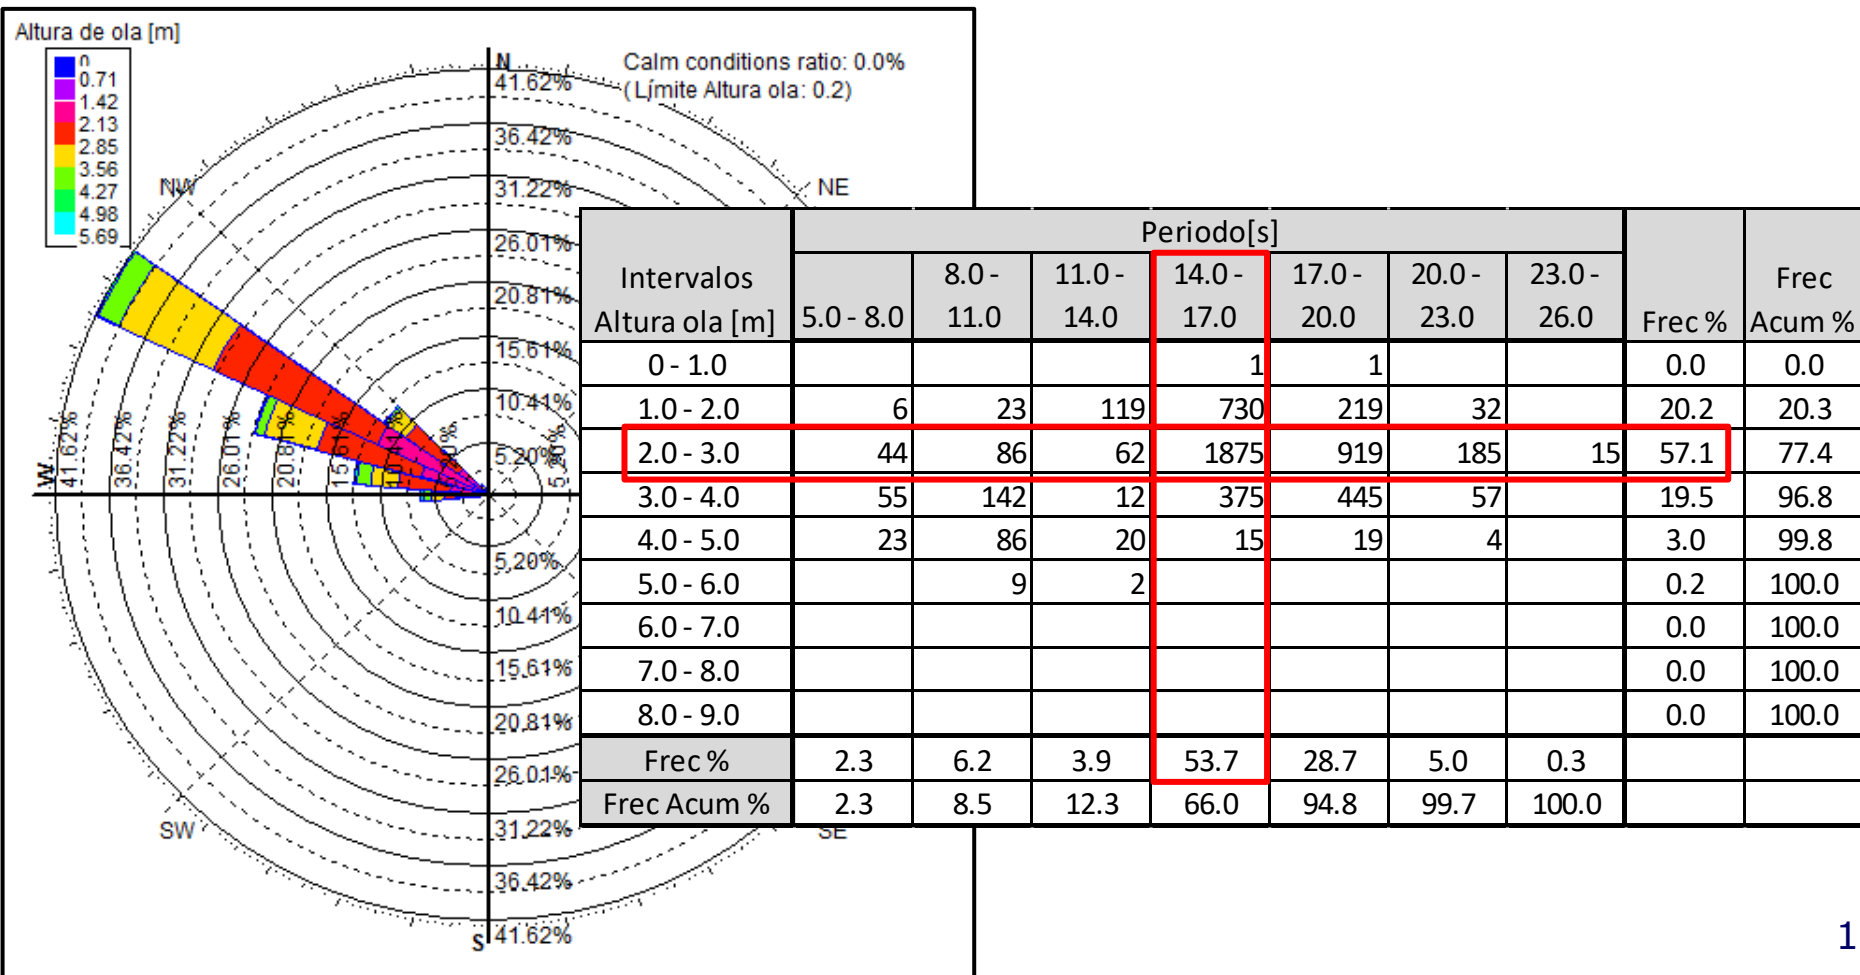 Altura de ola [m]
0
0.71
1.42
2.13
2.85
3.56
4.27
4.98
5.69
Calm conditions ratio: 0.0%
(Límite Altura ola: 0.2)
N
41.62%
36.42%
31.22%
26.01%
20.81%
15.61%
10.41%
5.20%
NW
NE
W
41.62%
36.42%
31.22%
26.01%
20.81%
15.61%
10.41%
5.20%
5.20%
5.20%
10.41%
15.61%
20.81%
26.01%
31.22%
36.42%
41.62%
SW
SE
S
Periodo[s]
Intervalos Altura ola [m] 5.0 - 8.0 8.0 - 11.0 11.0 - 14.0 14.0 - 17.0 17.0 - 20.0 20.0 - 23.0 23.0 - 26.0 Frec % Frec Acum %
0 - 1.0 1 1 0.0 0.0
1.0 - 2.0 6 23 119 730 219 32 20.2 20.3
2.0 - 3.0 44 86 62 1875 919 185 15 57.1 77.4
3.0 - 4.0 55 142 12 375 445 57 19.5 96.8
4.0 - 5.0 23 86 20 15 19 4 3.0 99.8
5.0 - 6.0 9 2 0.2 100.0
6.0 - 7.0 0.0 100.0
7.0 - 8.0 0.0 100.0
8.0 - 9.0 0.0 100.0
Frec % 2.3 6.2 3.9 53.7 28.7 5.0 0.3
Frec Acum % 2.3 8.5 12.3 66.0 94.8 99.7 100.0
1